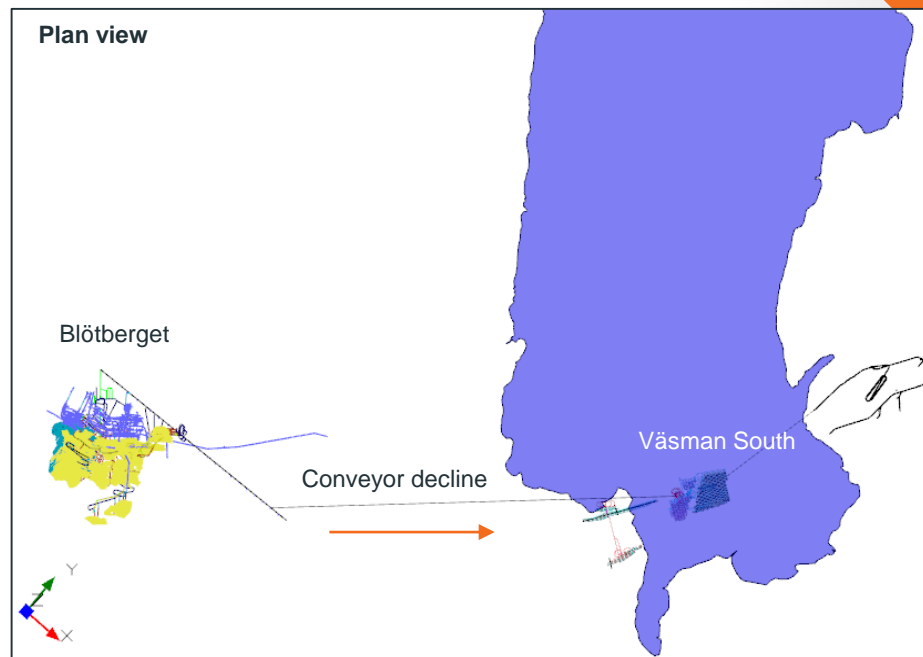 Plan view
Blötberget
Väsman South
Conveyor decline
Y
Z
X